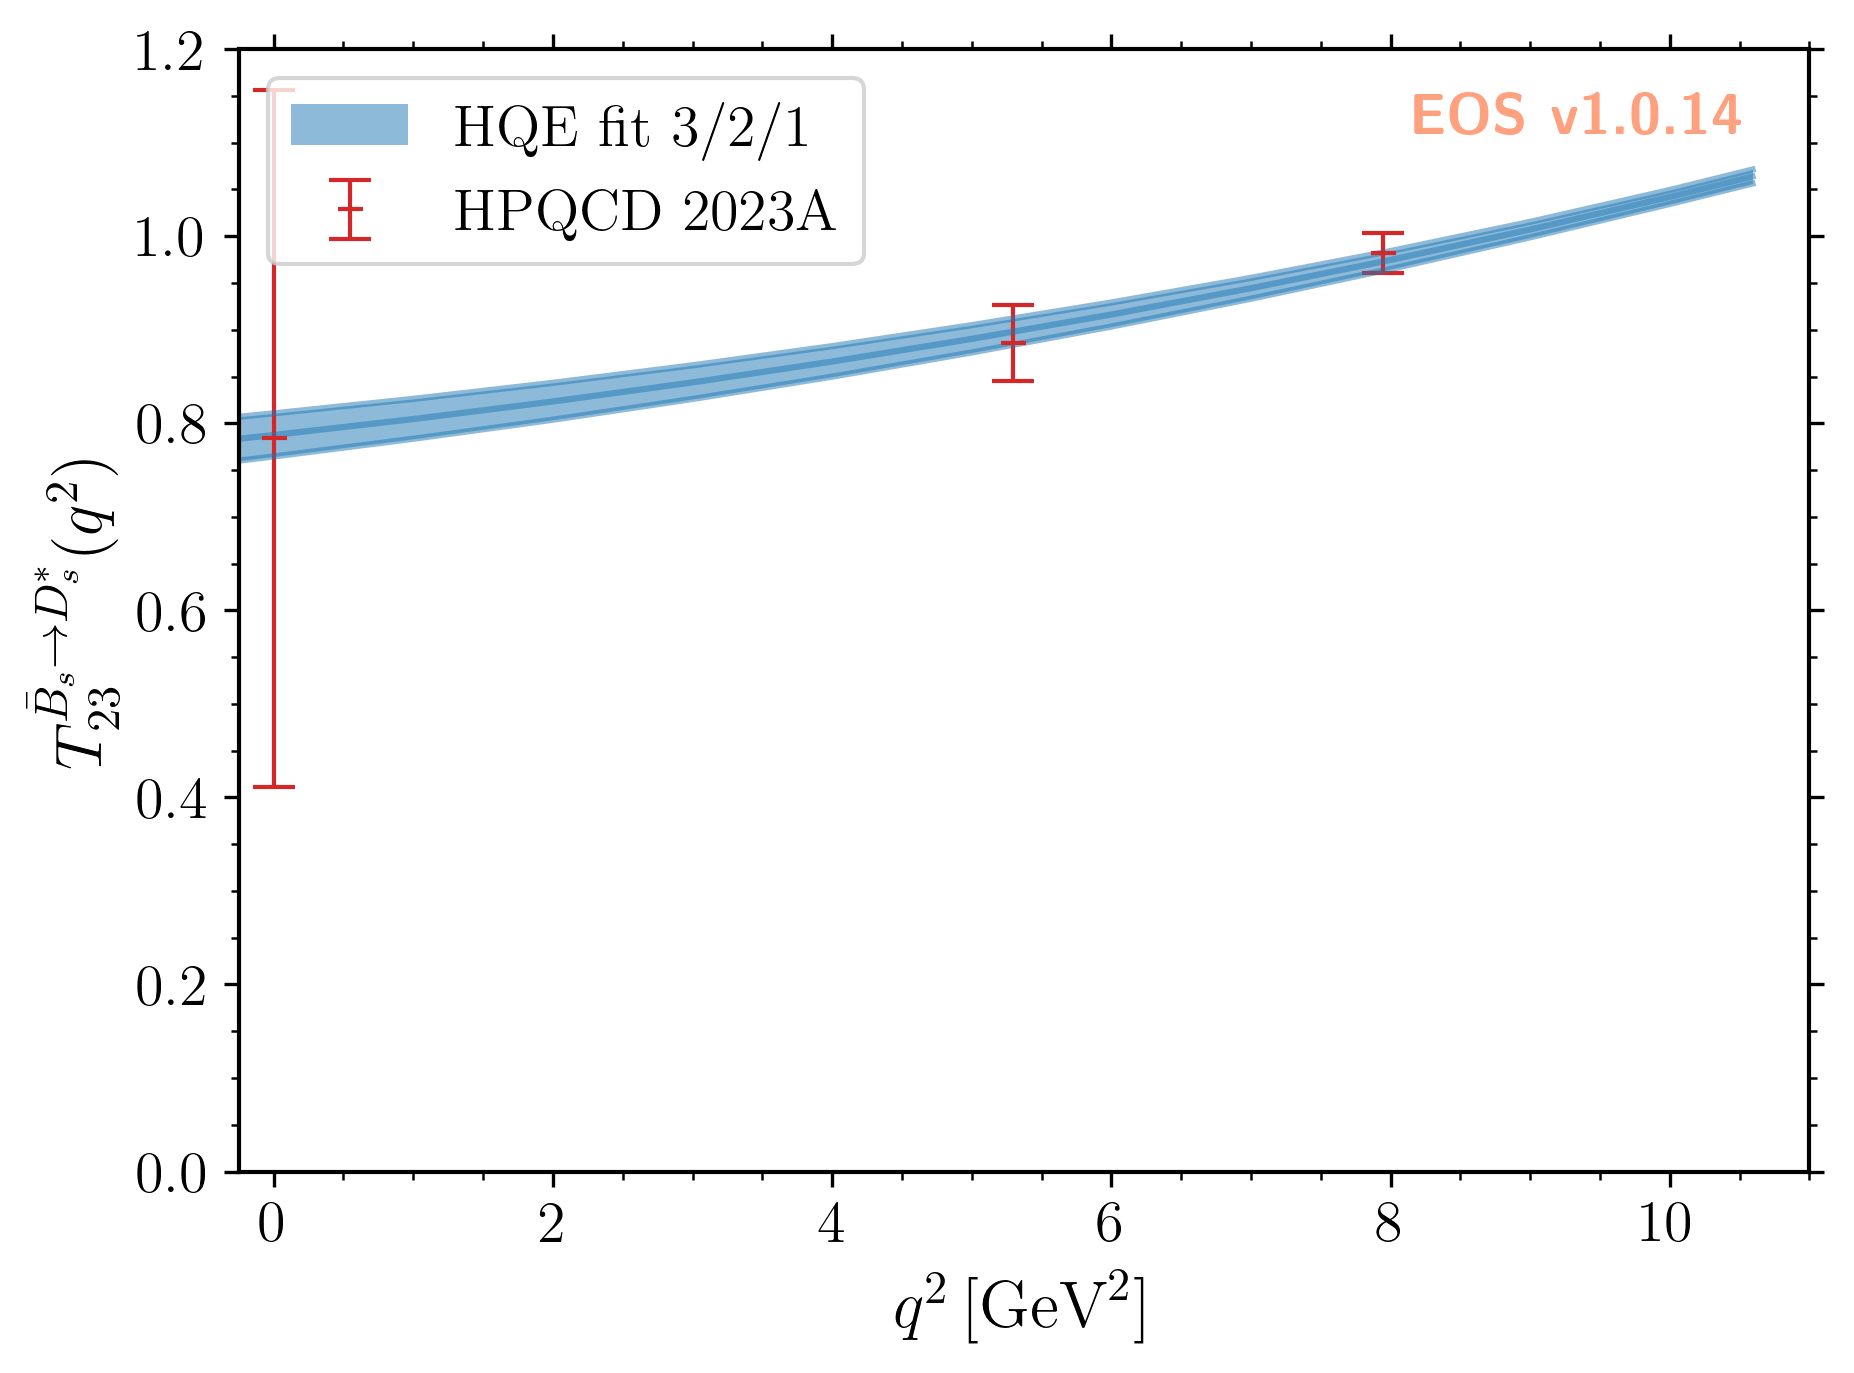 HQE fit 3/2/1
HPQCD 2023A
EOS v1.0.14
1.2
1.0
0.8
0.6
0.4
0.2
0.0
0 2 4 6 8 10
$T_{23}^{\bar{B}_s \to D_s^*}(q^2)$
$q^2\,[\mathrm{GeV}^2]$